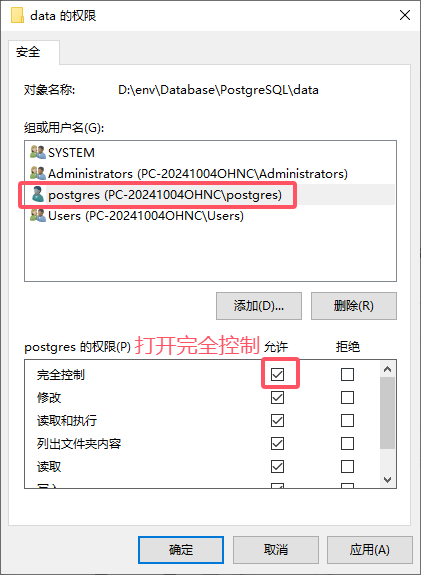 data 的权限
安全
对象名称: D:\env\Database\PostgreSQL\data
组或用户名(G):
SYSTEM
Administrators (PC-20241004OHNC\Administrators)
postgres (PC-20241004OHNC\postgres)
Users (PC-20241004OHNC\Users)
添加(D)... 删除(R)
postgres 的权限(P) 打开完全控制 允许 拒绝
完全控制
修改
读取和执行
列出文件夹内容
读取
确定 取消 应用(A)